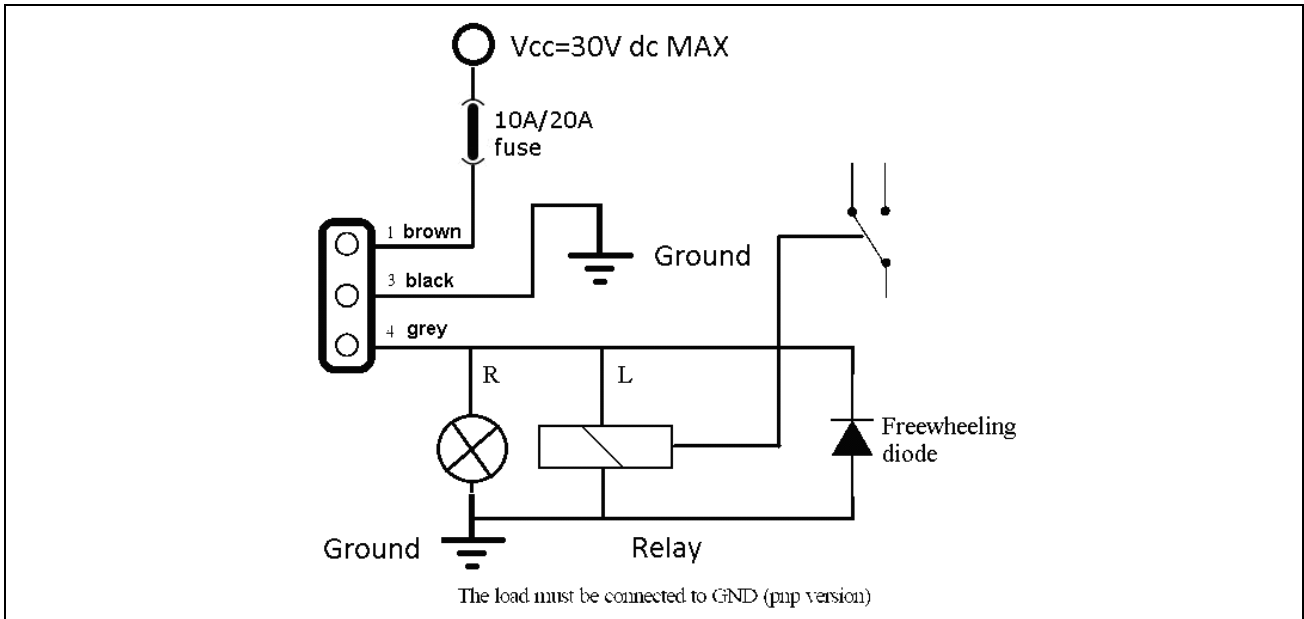 Vcc=30V dc MAX
10A/20A
fuse
1 brown
Ground
3 black
4 grey
R
L
Freewheeling
diode
Ground
Relay
The load must be connected to GND (pnp version)